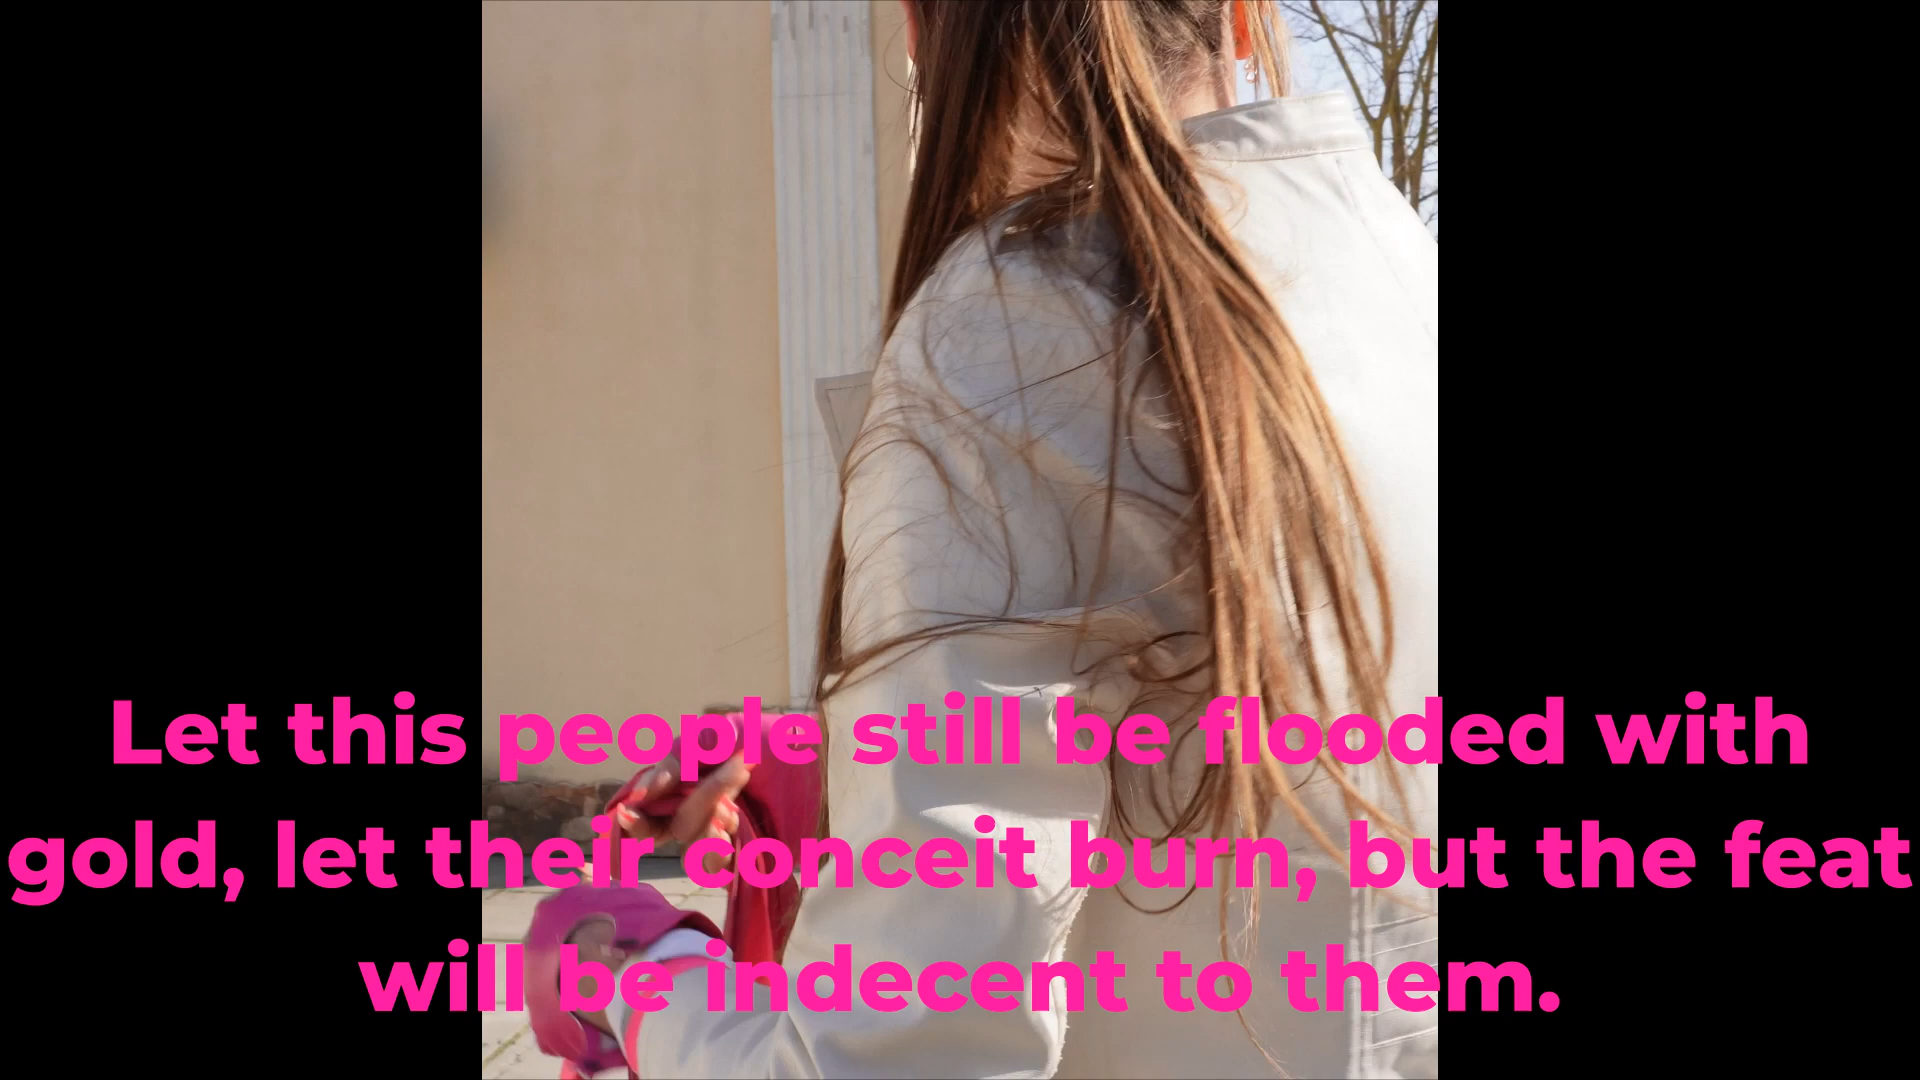 Let this people still be flooded with
gold, let their conceit burn, but the feat
will be indecent to them.